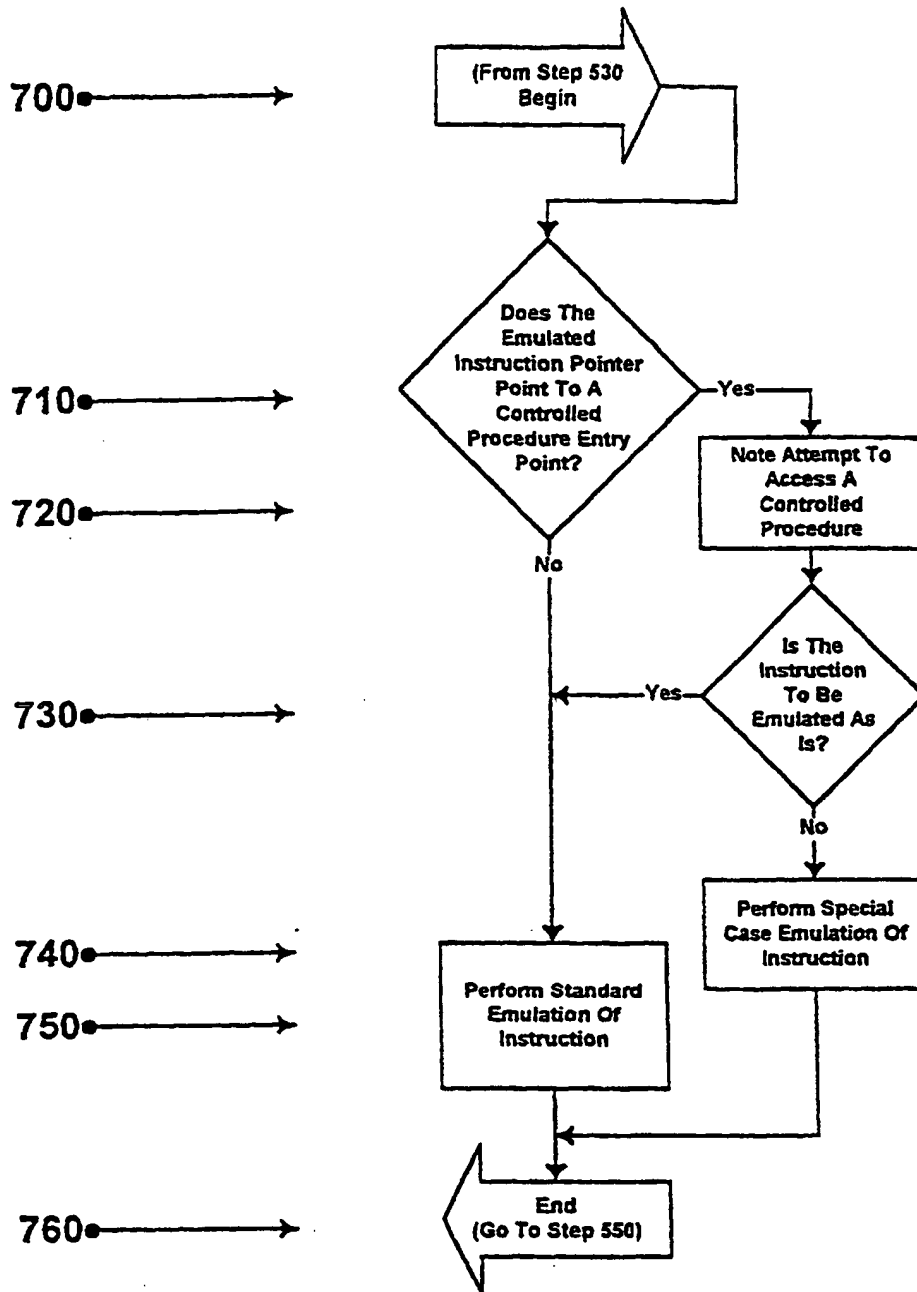 700
(From Step 530
Begin
Does The
Emulated
Instruction Pointer
Point To A
Controlled
Procedure Entry
Point?
710
Yes
Note Attempt To
Access A
Controlled
Procedure
720
No
Is The
Instruction
To Be
Emulated As
Is?
Yes
730
No
Perform Special
Case Emulation Of
Instruction
740
Perform Standard
Emulation Of
Instruction
750
End
(Go To Step 550)
760